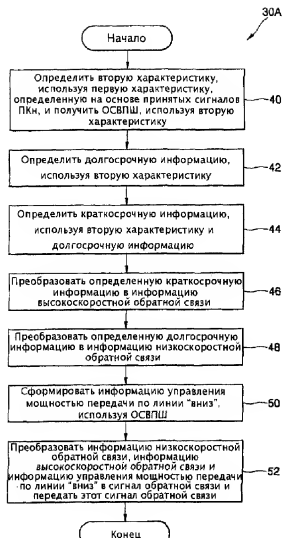 30A
Начало
Определить вторую характеристику,
используя первую характеристику,
определенную на основе принятых сигналов
ПКн, и получить ОСВПШ, используя вторую
характеристику
40
Определить долгосрочную информацию,
используя вторую характеристику
42
Определить краткосрочную информацию,
используя вторую характеристику и
долгосрочную информации
44
Преобразовать определенную краткосрочную
информацию в информацию
высокоскоростной обратной связи
46
Преобразовать определенную долгосрочную
информацию в информацию низкоскоростной
обратной связи
48
Сформировать информацию управления
мощностью передачи по линии "вниз",
используя ОСВПШ
50
Преобразовать информацию низкоскоростной
обратной связи, информацию
высокоскоростной обратной связи и
информацию управления мощностью передачи
по линии "вниз" в сигнал обратной связи и
передать этот сигнал обратной связи
52
Конец